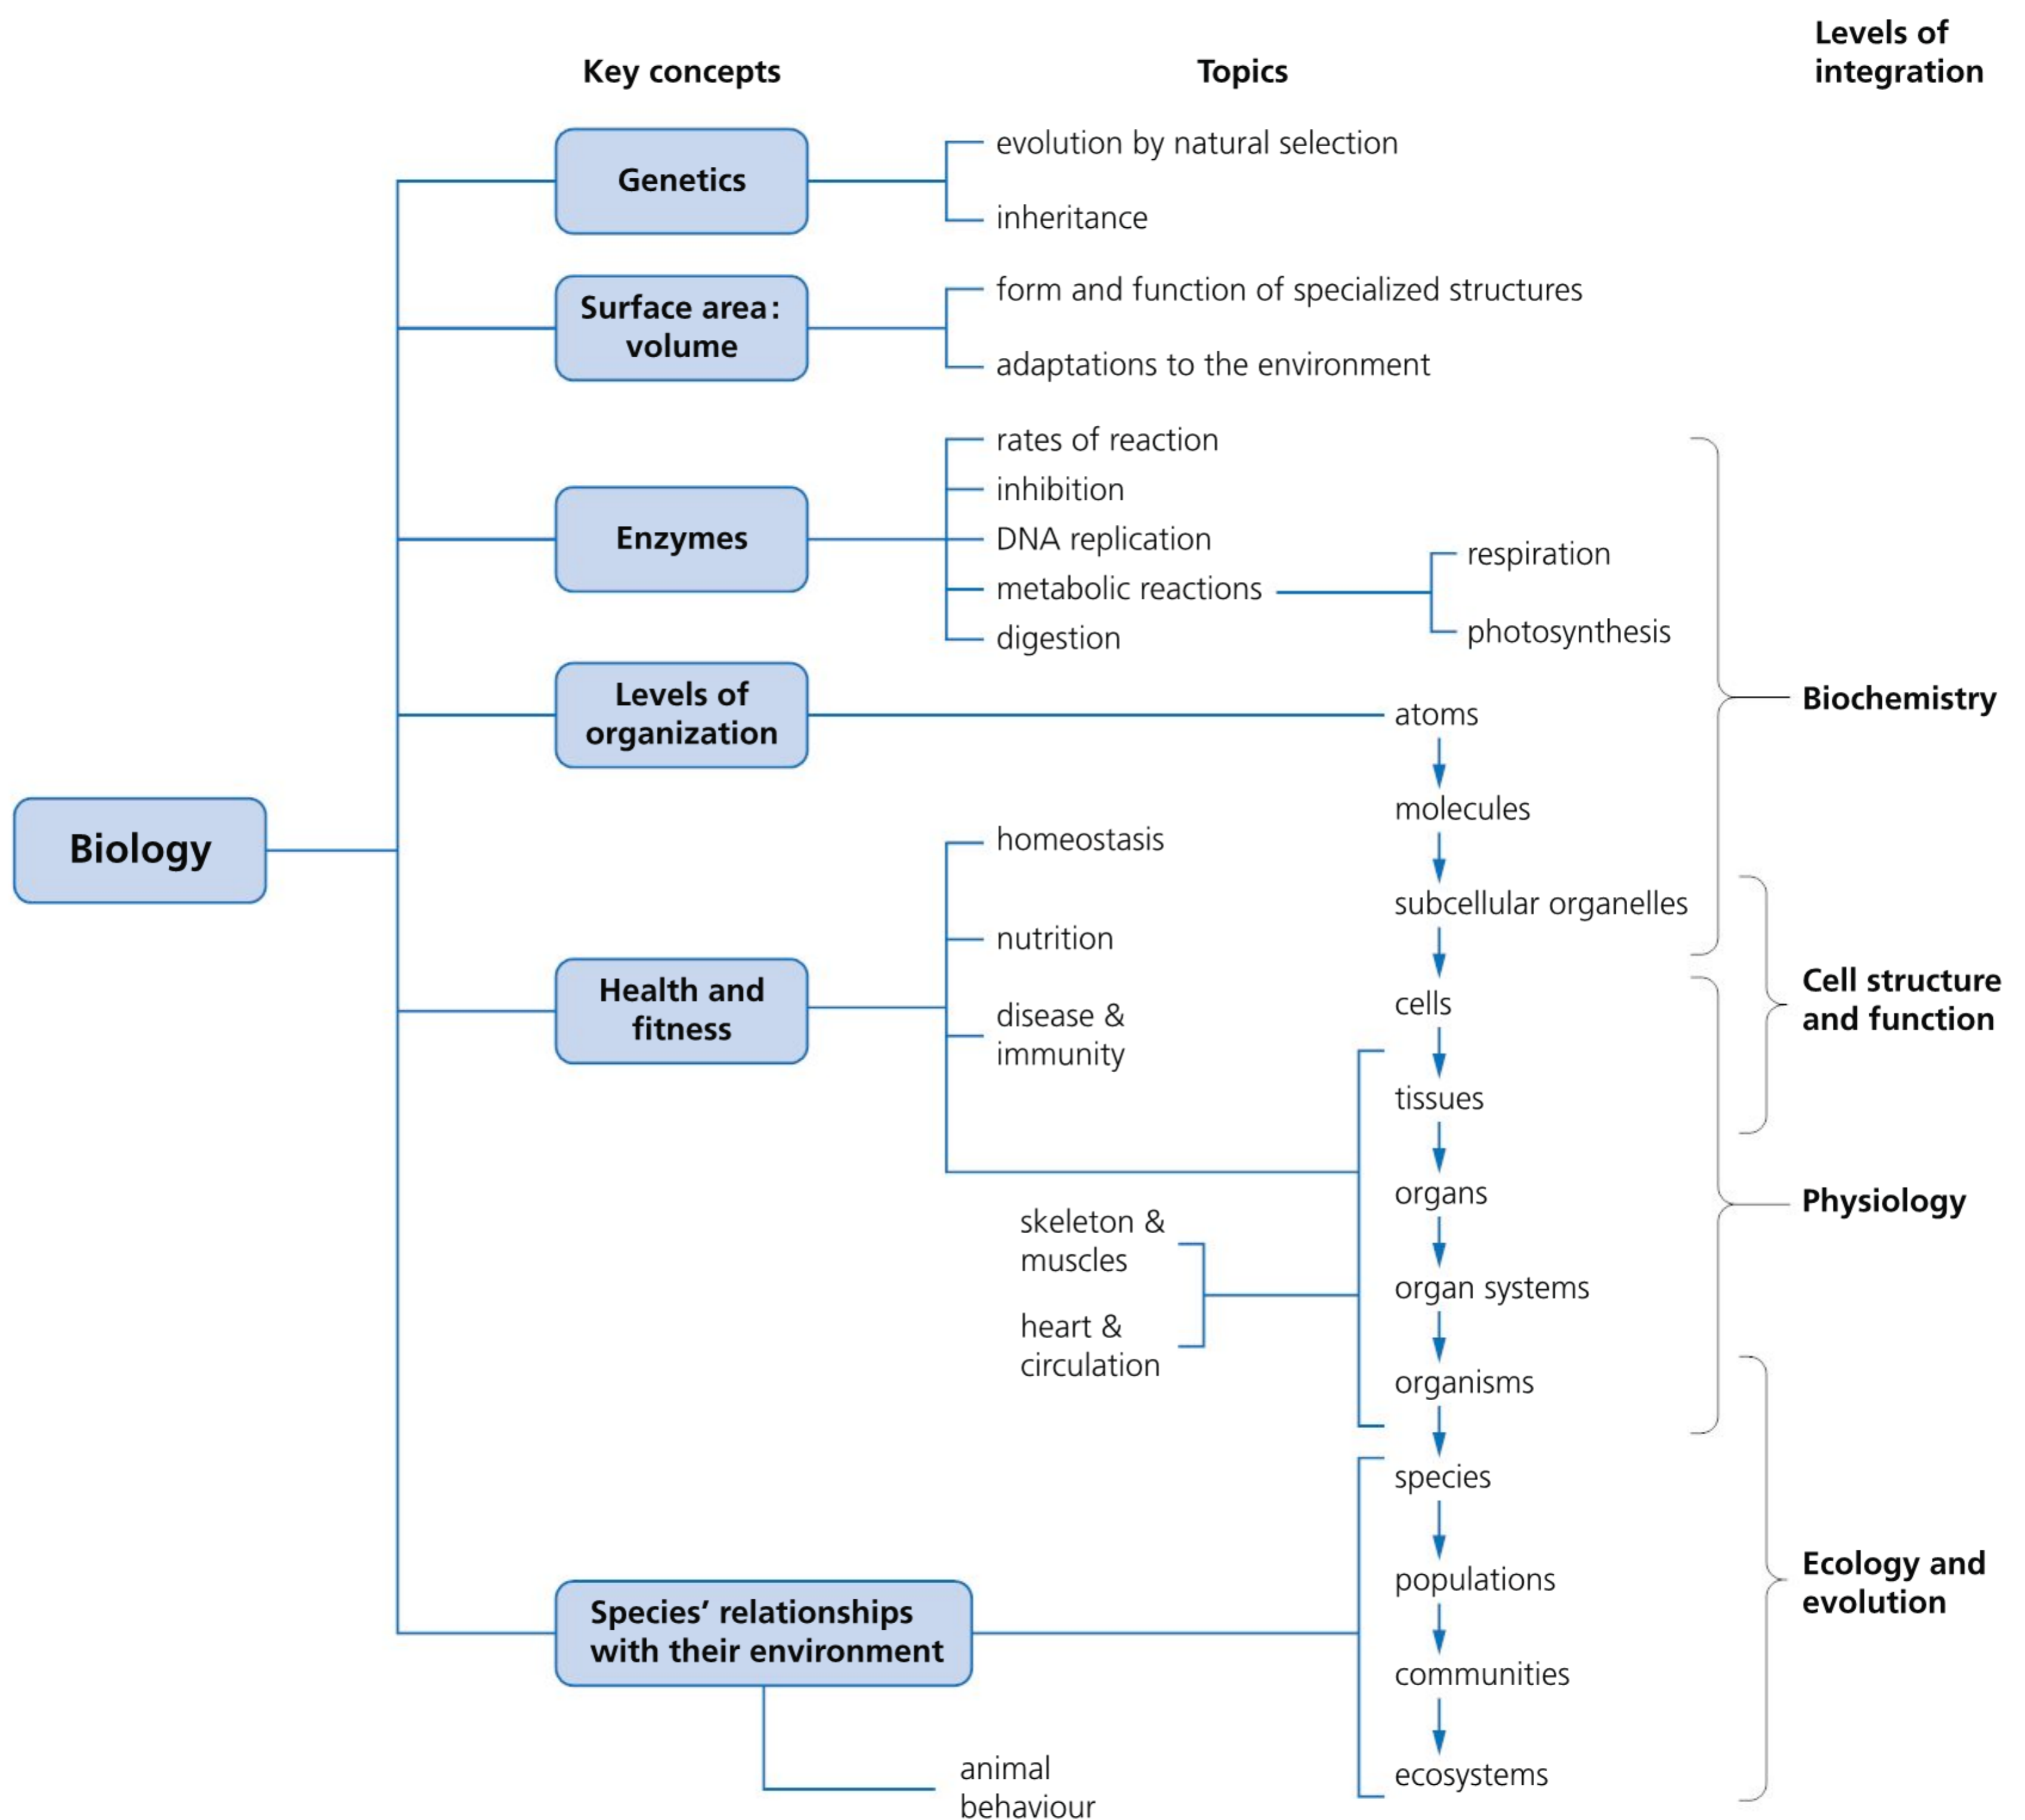 Key concepts
Topics
Levels of
integration
Genetics
evolution by natural selection
inheritance
Surface area:
volume
form and function of specialized structures
adaptations to the environment
Enzymes
rates of reaction
inhibition
DNA replication
metabolic reactions
digestion
respiration
photosynthesis
Biochemistry
Levels of
organization
atoms
molecules
subcellular organelles
cells
tissues
organs
organ systems
organisms
species
populations
communities
ecosystems
Biology
Health and
fitness
homeostasis
nutrition
disease &
immunity
skeleton &
muscles
heart &
circulation
Cell structure
and function
Physiology
Species’ relationships
with their environment
animal
behaviour
Ecology and
evolution